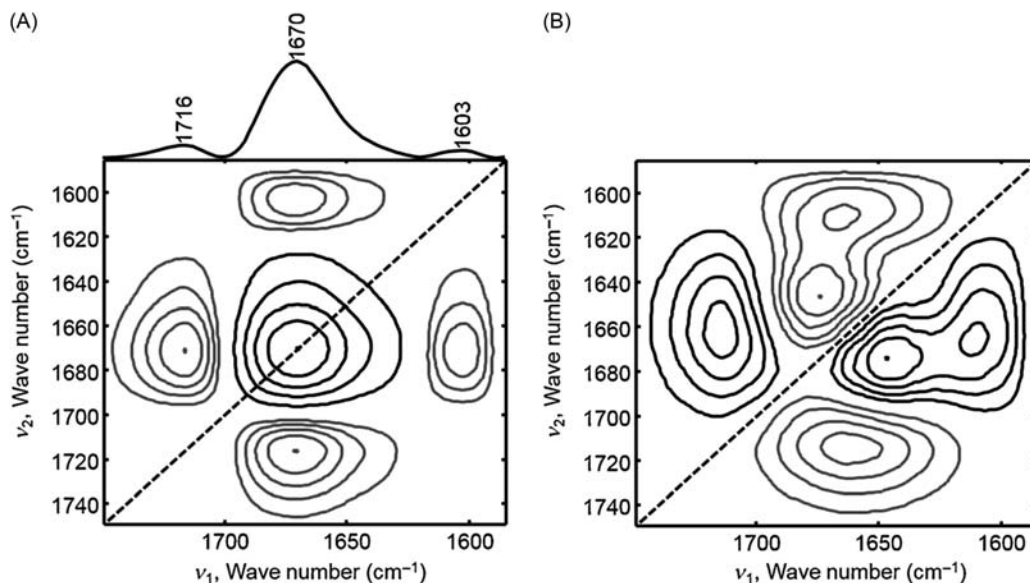 (A)
1716
1670
1603
1600
1620
1640
1660
1680
1700
1720
1740
ν2, Wave number (cm⁻¹)
1700 1650 1600
ν1, Wave number (cm⁻¹)
(B)
1600
1620
1640
1660
1680
1700
1720
1740
ν2, Wave number (cm⁻¹)
1700 1650 1600
ν1, Wave number (cm⁻¹)